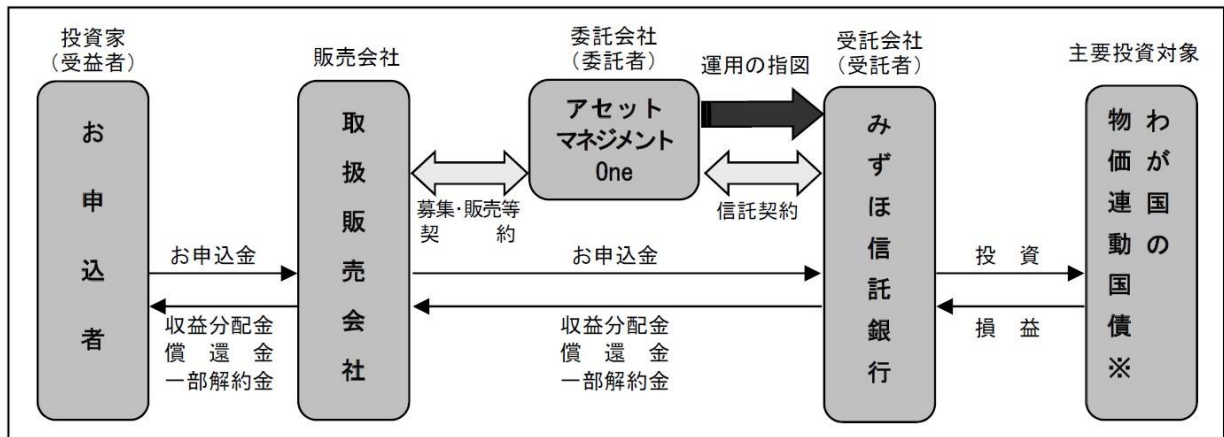 投資家
（受益者）
お申込者
販売会社
取扱販売会社
委託会社
（委託者）
アセット
マネジメント
One
運用の指図
受託会社
（受託者）
みずほ信託銀行
主要投資対象
わが国の
物価連動国債※
募集・販売等
契　　約
信託契約
お申込金
お申込金
投　資
収益分配金
償　還　金
一部解約金
収益分配金
償　還　金
一部解約金
損　益